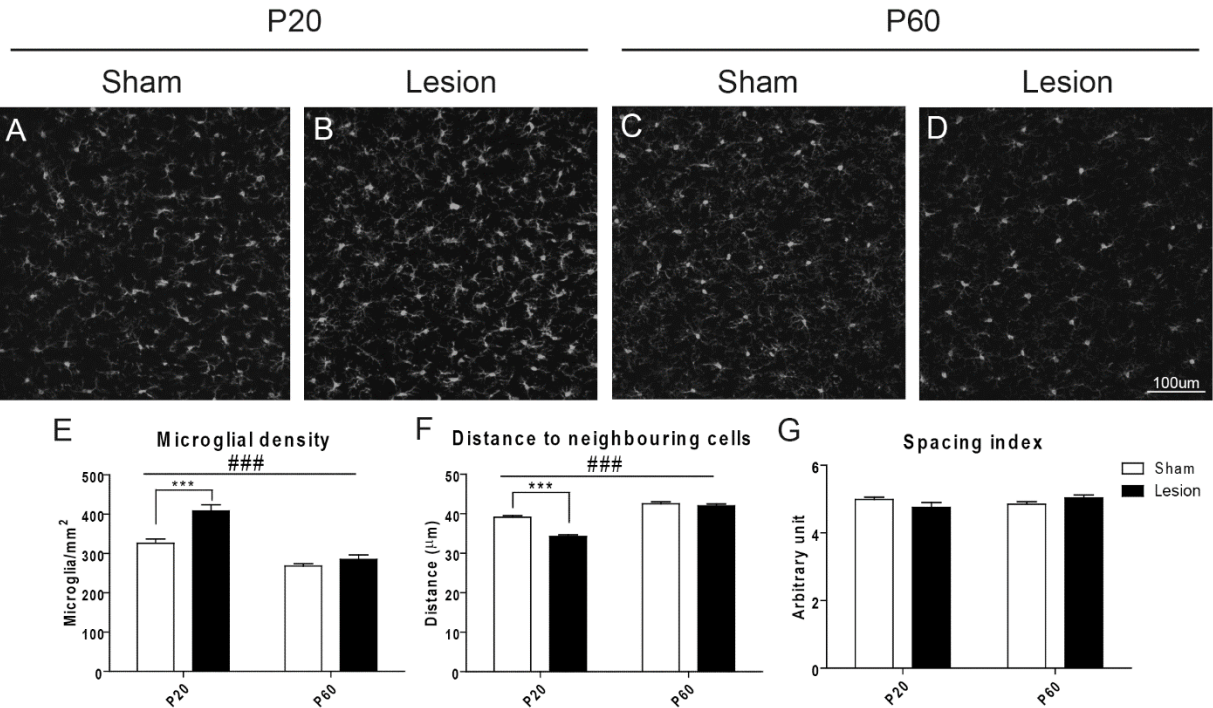 P20 P60
Sham Lesion Sham Lesion
A B C D
100um
E Microglial density
###
***
Microglia/mm²
500
400
300
200
100
0
P20 P60
F Distance to neighbouring cells
###
***
Distance (μm)
50
40
30
20
10
0
P20 P60
G Spacing index
Arbitrary unit
6
4
2
0
P20 P60
Sham
Lesion